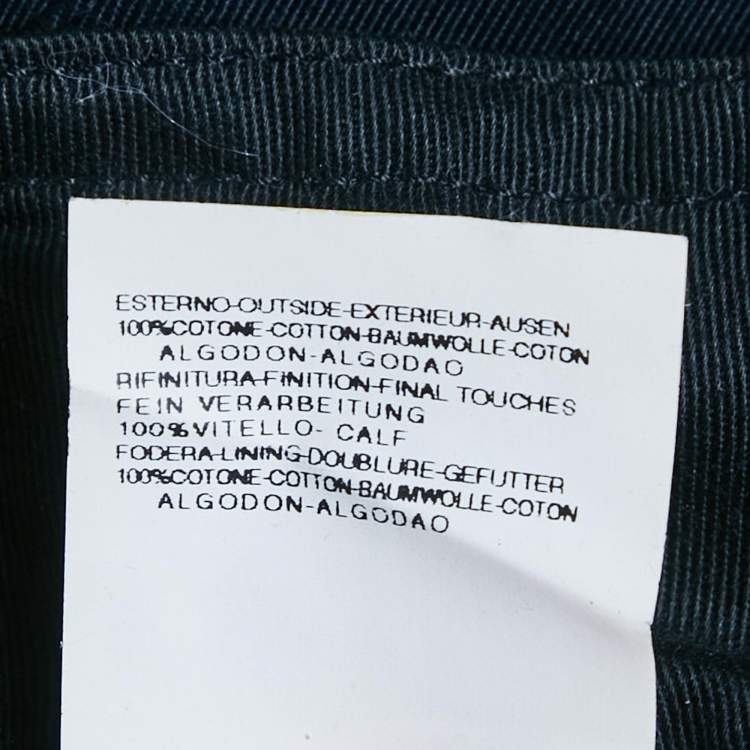 ESTERNO-OUTSIDE-EXTERIEUR-AUSEN
100%COTONE-COTTON-BAUMWOLLE-COTON
ALGODON-ALGODAO
RIFINITURA-FINITION-FINAL TOUCHES
FEIN VERARBEITUNG
100%VITELLO- CALF
FODERA-LINING-DOUBLURE-GEFUTTER
100%COTONE-COTTON-BAUMWOLLE-COTON
ALGODON-ALGODAO